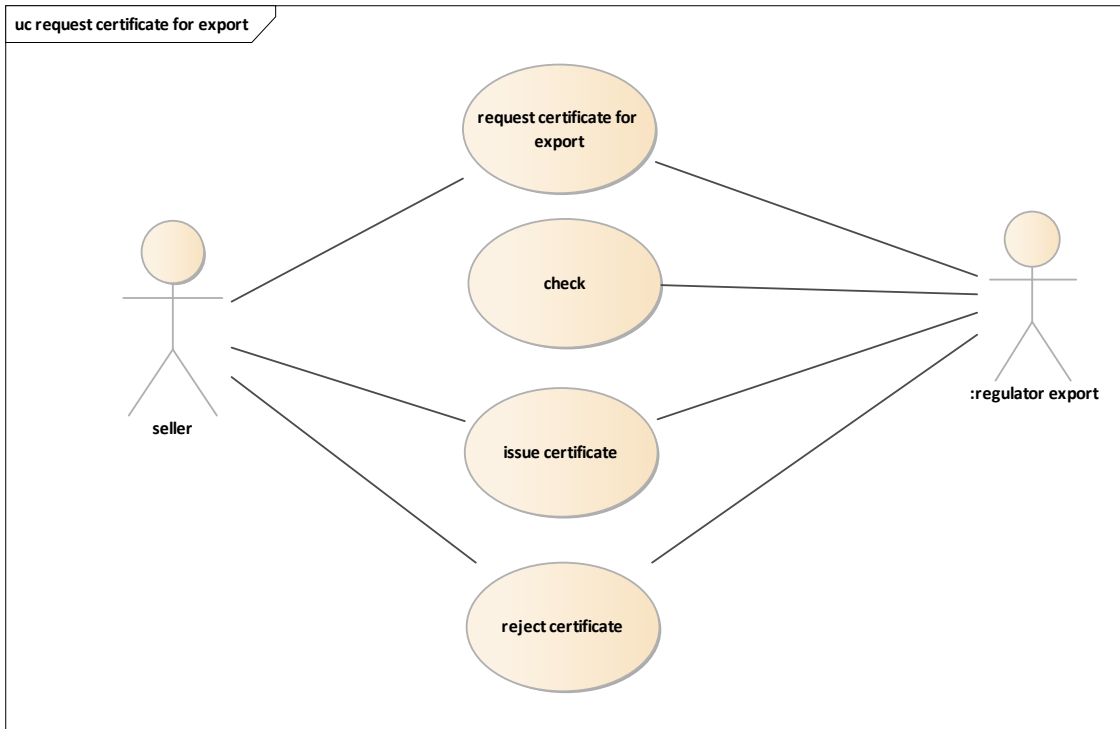 uc request certificate for export
request certificate for
export
check
:regulator export
seller
issue certificate
reject certificate